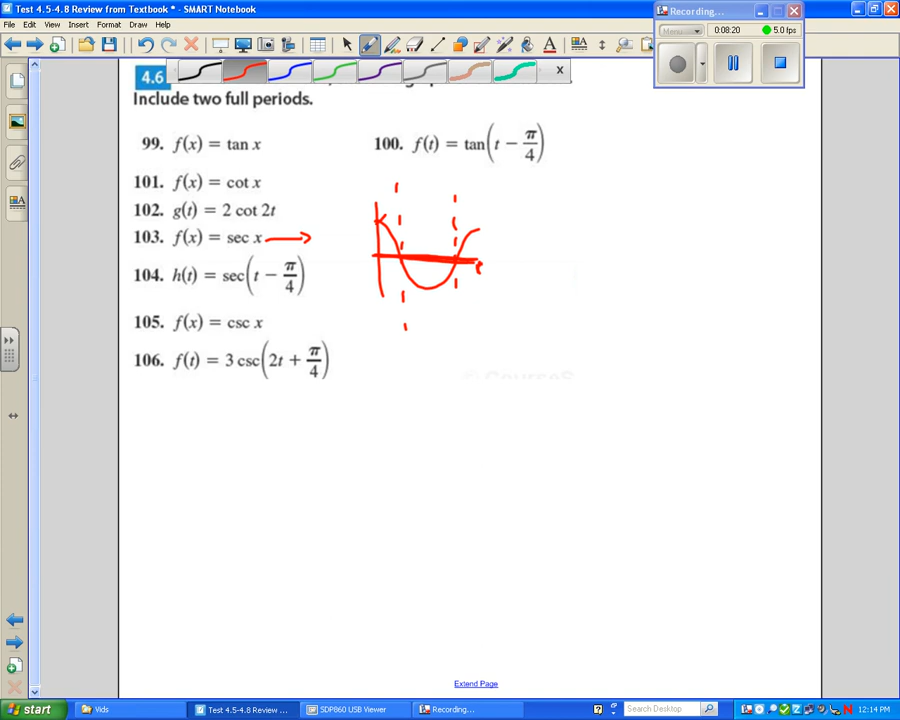 Test 4.5-4.8 Review from Textbook * - SMART Notebook
File Edit View Insert Format Draw Help
Recording...
Menu
0:08:20
5.0 fps
4.6
x
Include two full periods.
99. f(x) = tan x
100. f(t) = tan(t − π/4)
101. f(x) = cot x
102. g(t) = 2 cot 2t
103. f(x) = sec x
104. h(t) = sec(t − π/4)
105. f(x) = csc x
106. f(t) = 3 csc(2t + π/4)
Extend Page
start
Vids
Test 4.5-4.8 Review ...
SDP860 USB Viewer
Recording...
Search Desktop
12:14 PM